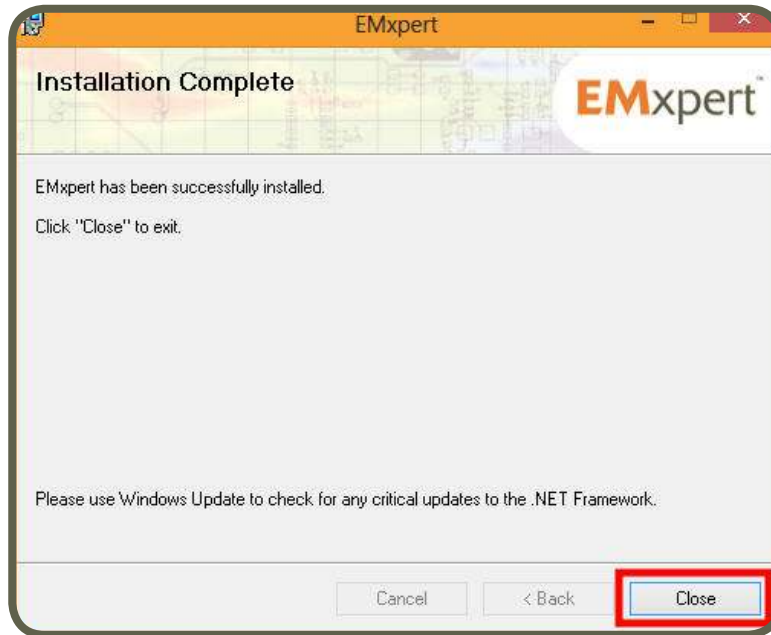 EMxpert
Installation Complete
EMxpert™
EMxpert has been successfully installed.
Click "Close" to exit.
Please use Windows Update to check for any critical updates to the .NET Framework.
Cancel
< Back
Close